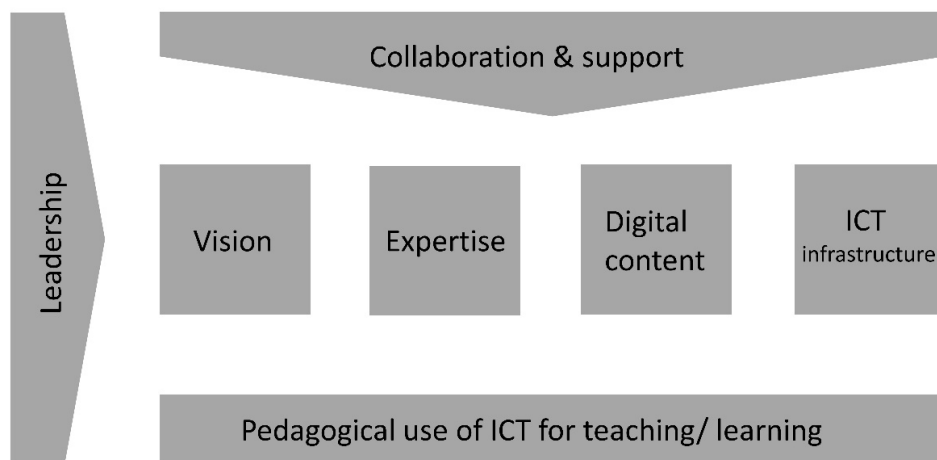 Collaboration & support
Leadership
Vision
Expertise
Digital
content
ICT
infrastructure
Pedagogical use of ICT for teaching/ learning